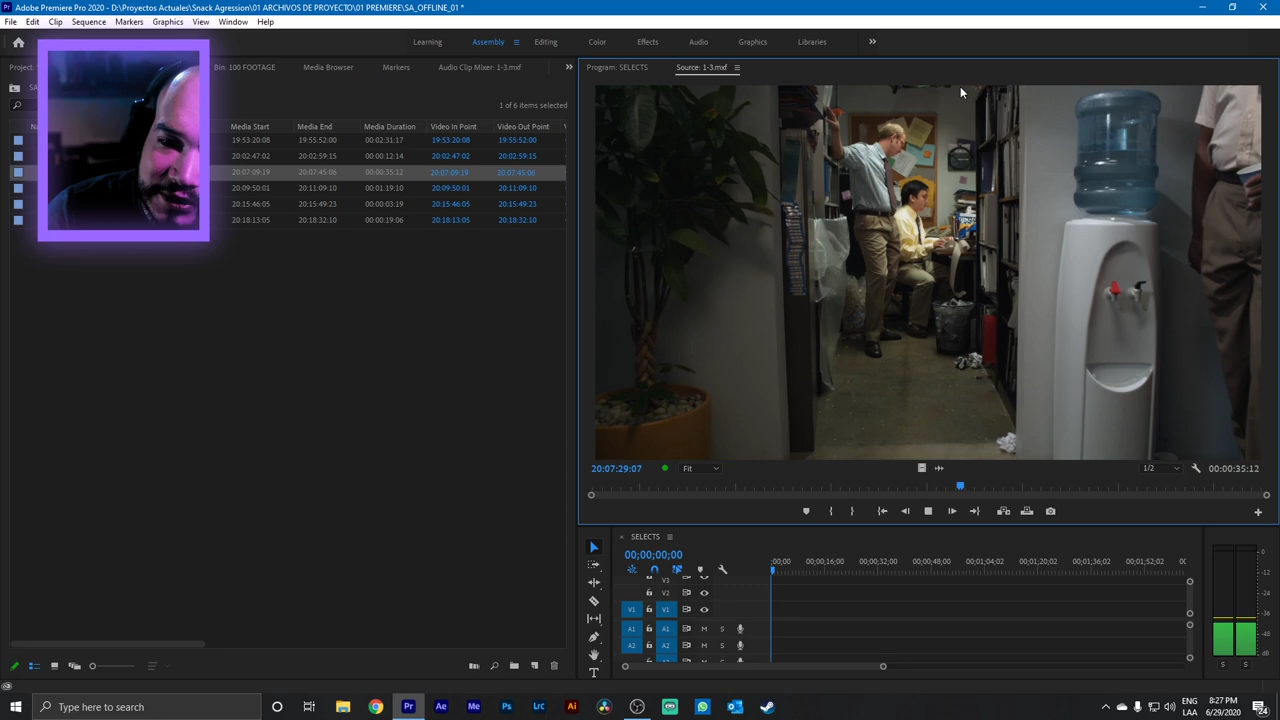 Adobe Premiere Pro 2020 - D:\Proyectos Actuales\Snack Agression\01 ARCHIVOS DE PROYECTO\01 PREMIERE\SA_OFFLINE_01 *
File Edit Clip Sequence Markers Graphics View Window Help
Learning Assembly Editing Color Effects Audio Graphics Libraries
Project: Bin: 100 FOOTAGE Media Browser Markers Audio Clip Mixer: 1-3.mxf
Program: SELECTS Source: 1-3.mxf
1 of 6 items selected
Media Start Media End Media Duration Video In Point Video Out Point
19:53:20:08 19:55:52:00 00:02:31:17 19:53:20:08 19:55:52:00
20:02:47:02 20:02:59:15 00:00:12:14 20:02:47:02 20:02:59:15
20:07:09:19 20:07:45:06 00:00:35:12 20:07:09:19 20:07:45:06
20:09:50:01 20:11:09:10 00:01:19:10 20:09:50:01 20:11:09:10
20:15:46:05 20:15:49:23 00:00:03:19 20:15:46:05 20:15:49:23
20:18:13:05 20:18:32:10 00:00:19:06 20:18:13:05 20:18:32:10
20:07:29:07 Fit 1/2 00:00:35:12
SELECTS
00;00;00;00
;00;00 00;00;16;00 00;00;32;00 00;00;48;00 00;01;04;02 00;01;20;02 00;01;36;02 00;01;52;02 00
V3
V2
V1 V1
A1 A1 M S
A2 A2 M S
0
-12
-24
-36
-48
dB
S S
Type here to search
Pr Ae Me Ps Lrc Ai
ENG 8:27 PM
LAA 6/29/2020
24